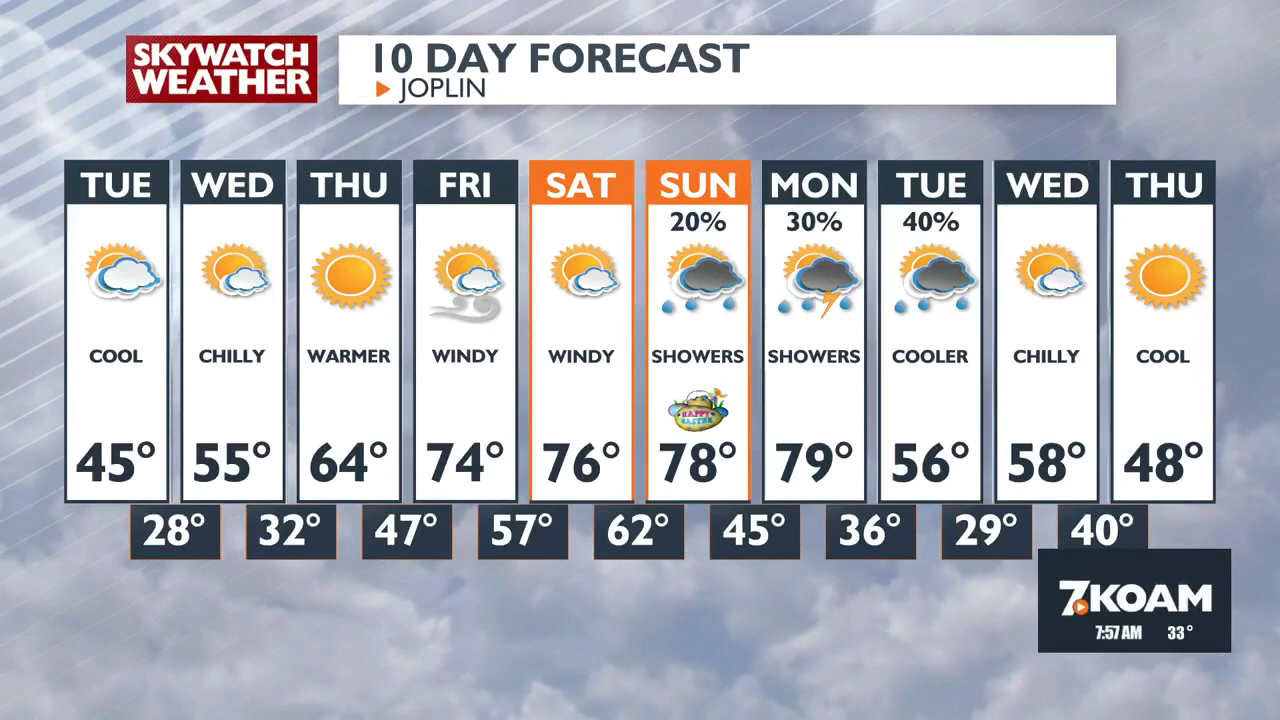 SKYWATCH
WEATHER
10 DAY FORECAST
JOPLIN
TUE WED THU FRI SAT SUN MON TUE WED THU
20% 30% 40%
COOL CHILLY WARMER WINDY WINDY SHOWERS SHOWERS COOLER CHILLY COOL
HAPPY
EASTER
45° 55° 64° 74° 76° 78° 79° 56° 58° 48°
28° 32° 47° 57° 62° 45° 36° 29° 40°
7KOAM
7:57 AM 33°